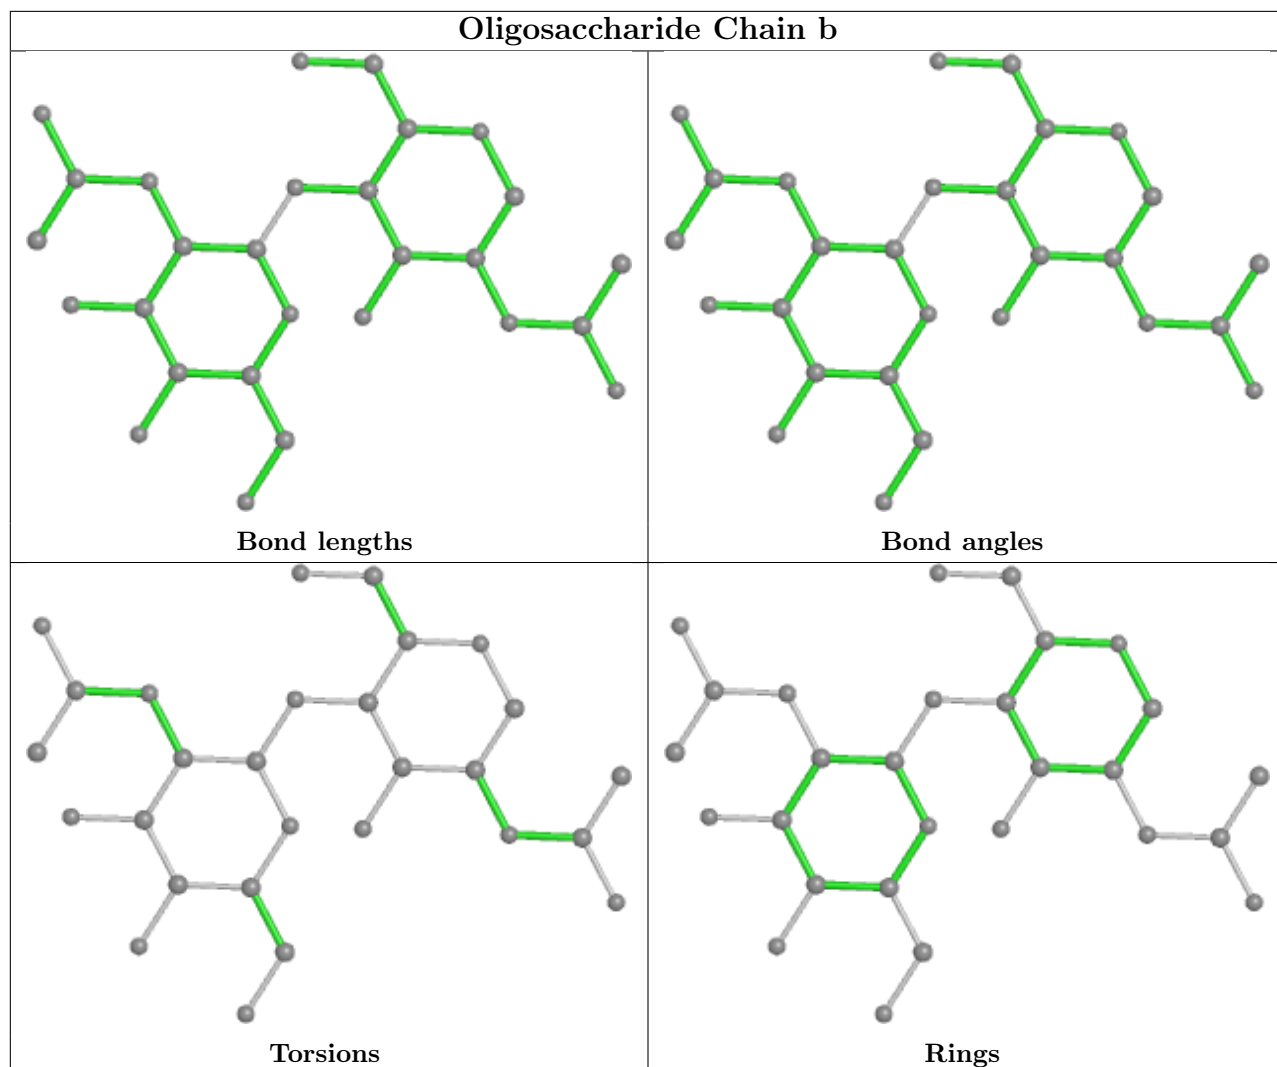 Oligosaccharide Chain b
Bond lengths
Bond angles
Torsions
Rings